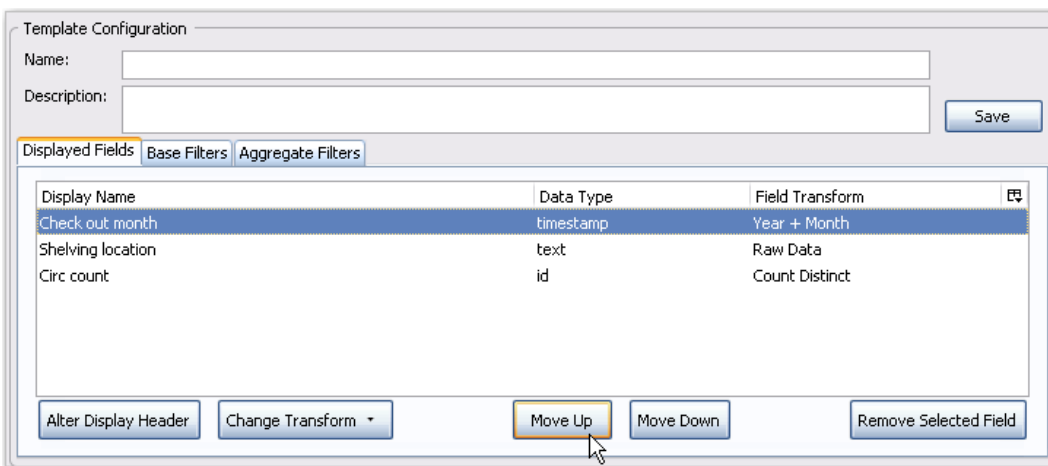 Template Configuration
Name:
Description:
Save
Displayed Fields Base Filters Aggregate Filters
Display Name Data Type Field Transform
Check out month timestamp Year + Month
Shelving location text Raw Data
Circ count id Count Distinct
Alter Display Header Change Transform Move Up Move Down Remove Selected Field